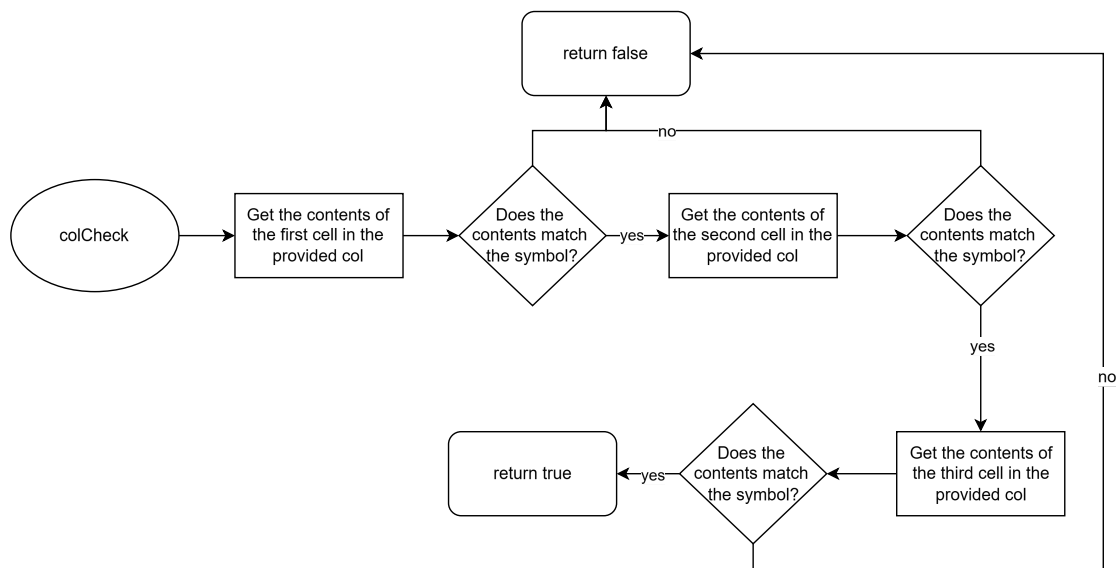 return false
no
colCheck
Get the contents of
the first cell in the
provided col
Does the
contents match
the symbol?
yes
Get the contents of
the second cell in the
provided col
Does the
contents match
the symbol?
yes
no
Get the contents of
the third cell in the
provided col
Does the
contents match
the symbol?
yes
return true